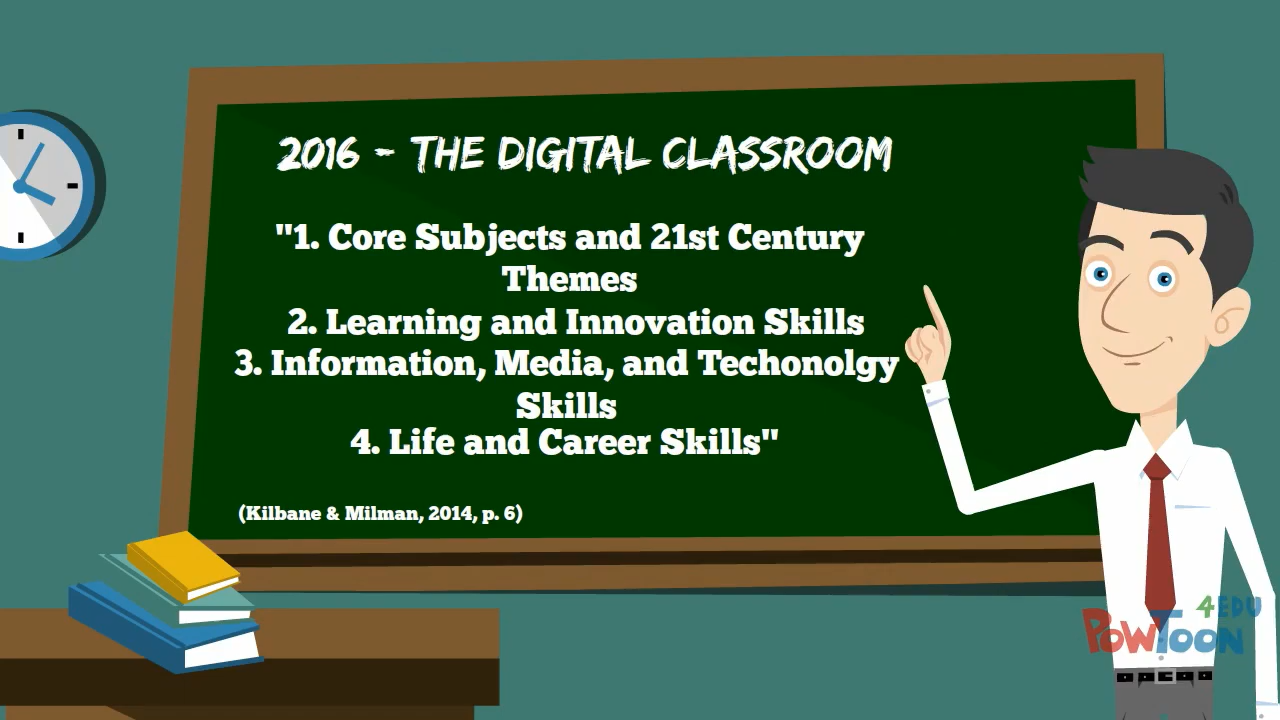 2016 - THE DIGITAL CLASSROOM
"1. Core Subjects and 21st Century
Themes
2. Learning and Innovation Skills
3. Information, Media, and Techonolgy
Skills
4. Life and Career Skills"
(Kilbane & Milman, 2014, p. 6)
4EDU
POWTOON